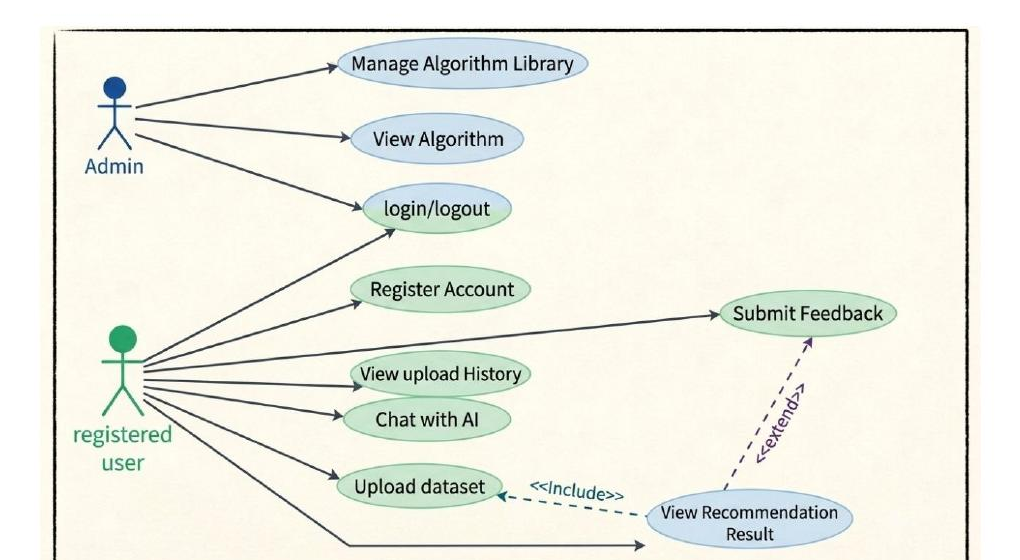 Manage Algorithm Library
View Algorithm
Admin
login/logout
Register Account
Submit Feedback
View upload History
Chat with AI
registered
user
<<extend>>
Upload dataset
<<Include>>
View Recommendation
Result